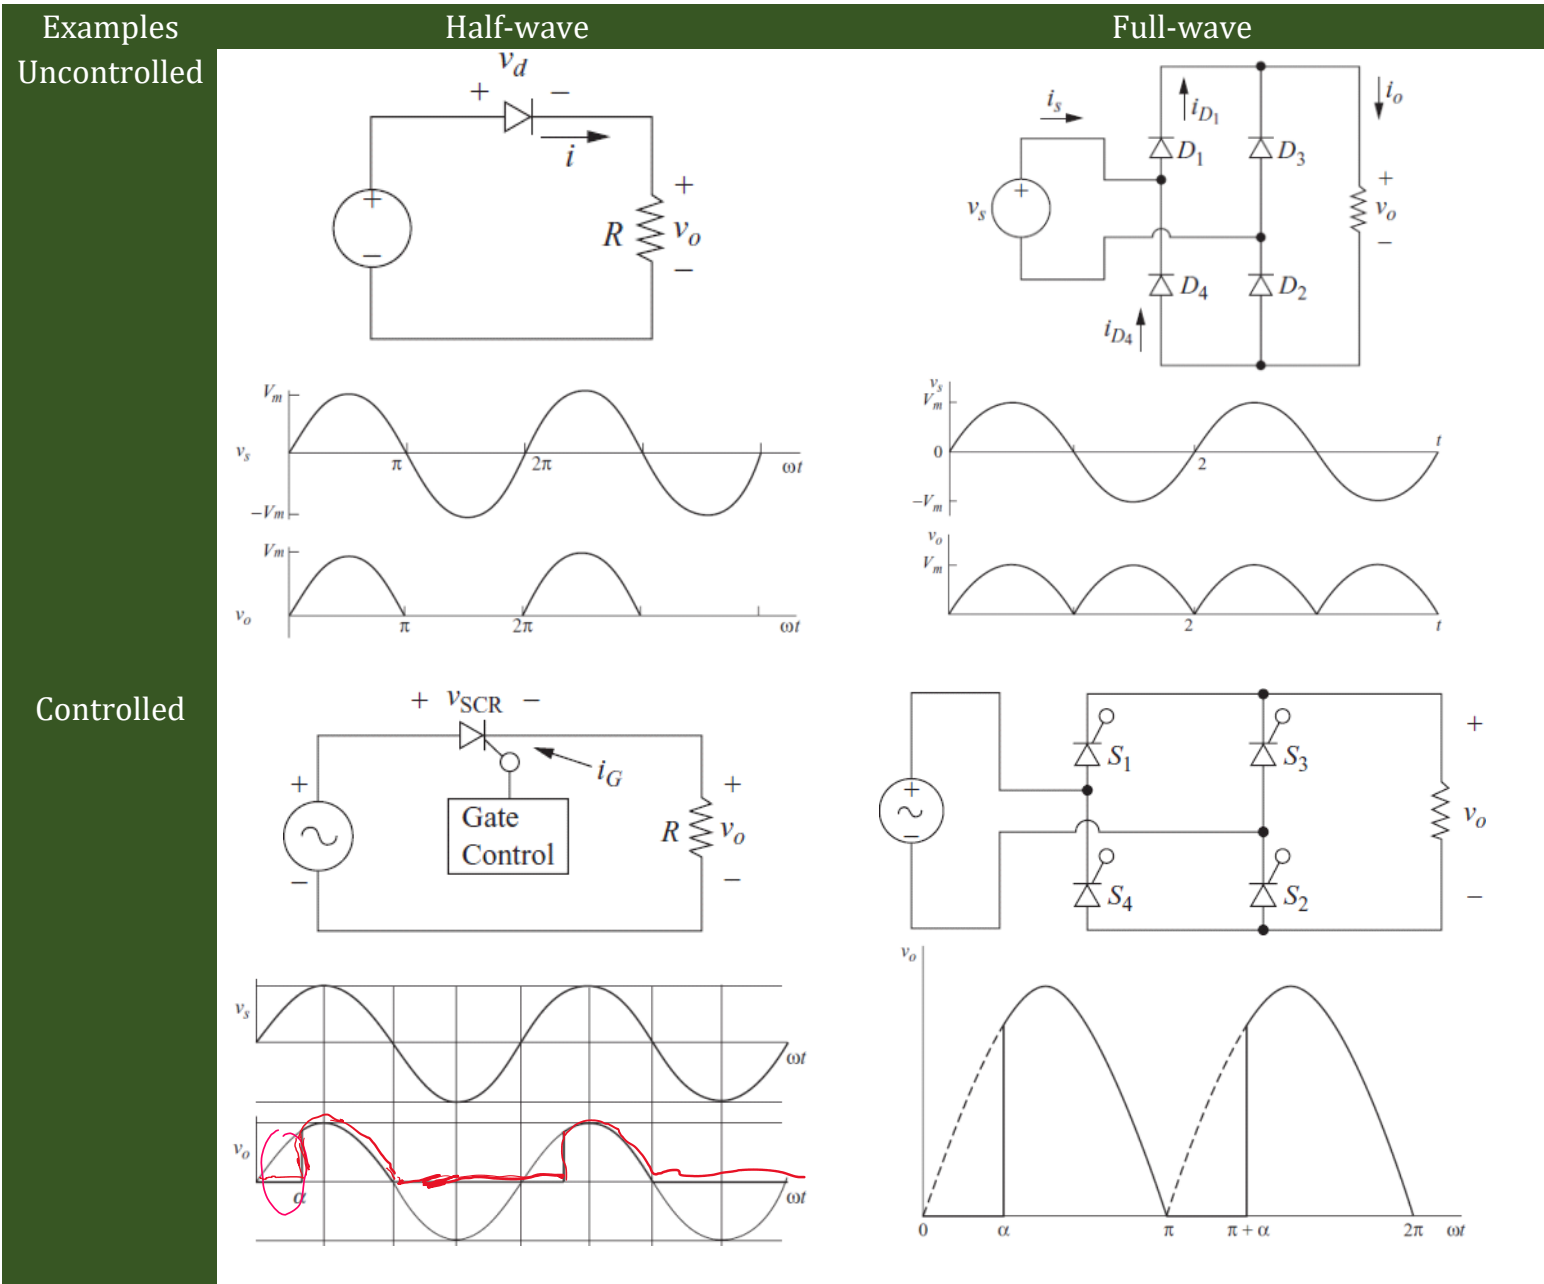 Examples
Half-wave
Full-wave
Uncontrolled
v_d
+ −
i
+
−
R
+
v_o
−
i_s
i_D1
i_o
D_1
D_3
v_s
+
+
v_o
−
D_4
D_2
i_D4
V_m
v_s
π
2π
ωt
−V_m
V_m
v_o
π
2π
ωt
v_s
V_m
0
2
t
−V_m
v_o
V_m
2
t
Controlled
+ v_SCR −
i_G
+
−
Gate
Control
R
+
v_o
−
S_1
S_3
+
−
+
v_o
−
S_4
S_2
v_s
ωt
v_o
α
ωt
v_o
0
α
π
π + α
2π
ωt